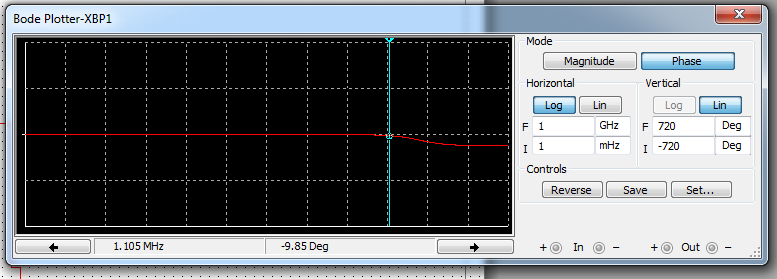 Bode Plotter-XBP1
Mode
Magnitude Phase
Horizontal Vertical
Log Lin Log Lin
F 1 GHz F 720 Deg
I 1 mHz I -720 Deg
Controls
Reverse Save Set...
1.105 MHz -9.85 Deg
+ In − + Out −